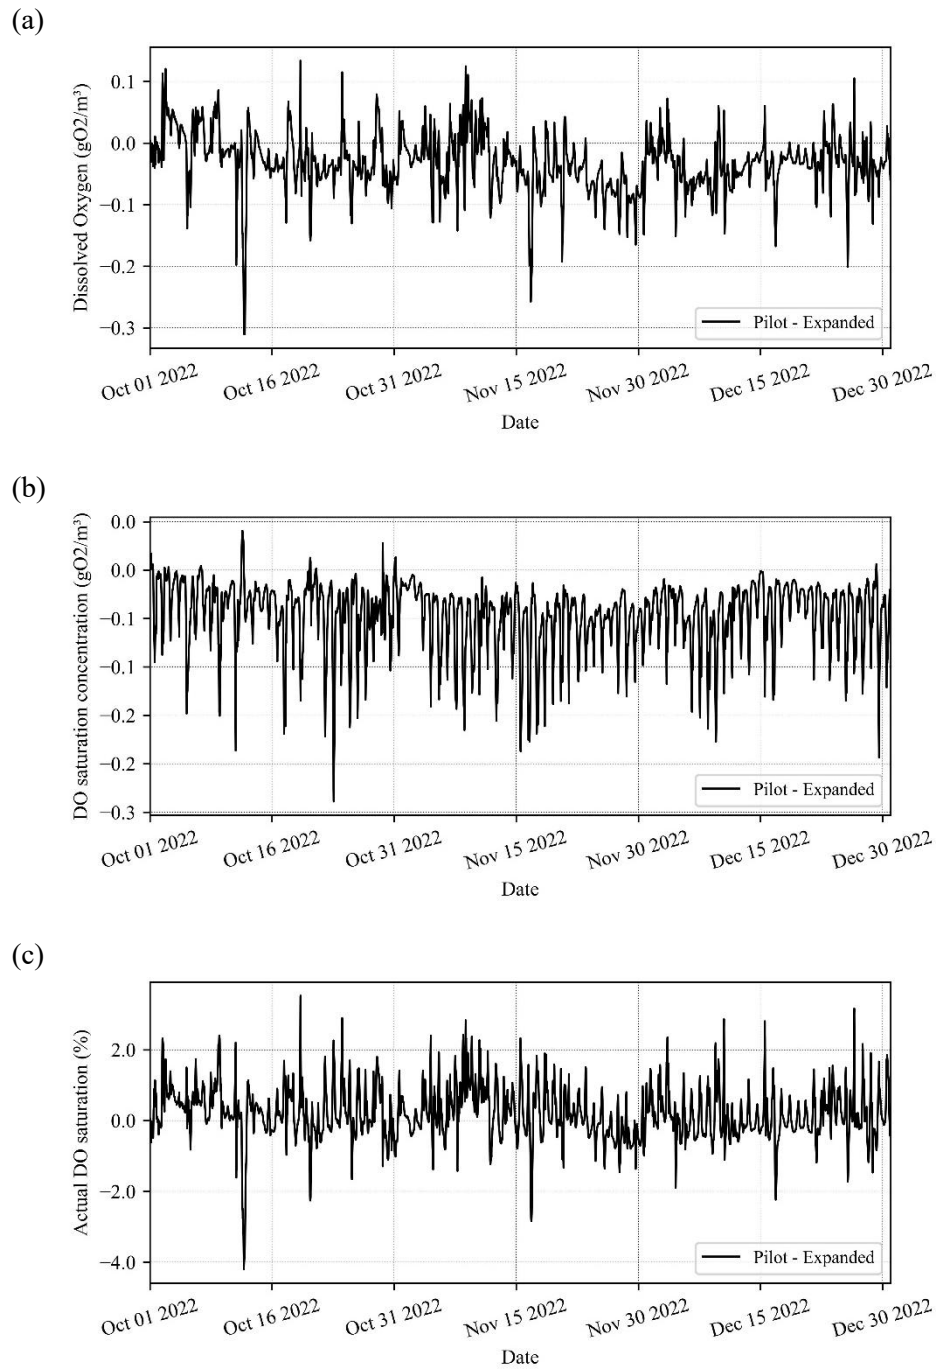 (a)
Dissolved Oxygen (gO2/m³)
0.1
0.0
−0.1
−0.2
−0.3
Pilot - Expanded
Oct 01 2022
Oct 16 2022
Oct 31 2022
Nov 15 2022
Nov 30 2022
Dec 15 2022
Dec 30 2022
Date
(b)
DO saturation concentration (gO2/m³)
0.0
0.0
−0.1
−0.1
−0.2
−0.2
−0.3
Pilot - Expanded
Oct 01 2022
Oct 16 2022
Oct 31 2022
Nov 15 2022
Nov 30 2022
Dec 15 2022
Dec 30 2022
Date
(c)
Actual DO saturation (%)
2.0
0.0
−2.0
−4.0
Pilot - Expanded
Oct 01 2022
Oct 16 2022
Oct 31 2022
Nov 15 2022
Nov 30 2022
Dec 15 2022
Dec 30 2022
Date